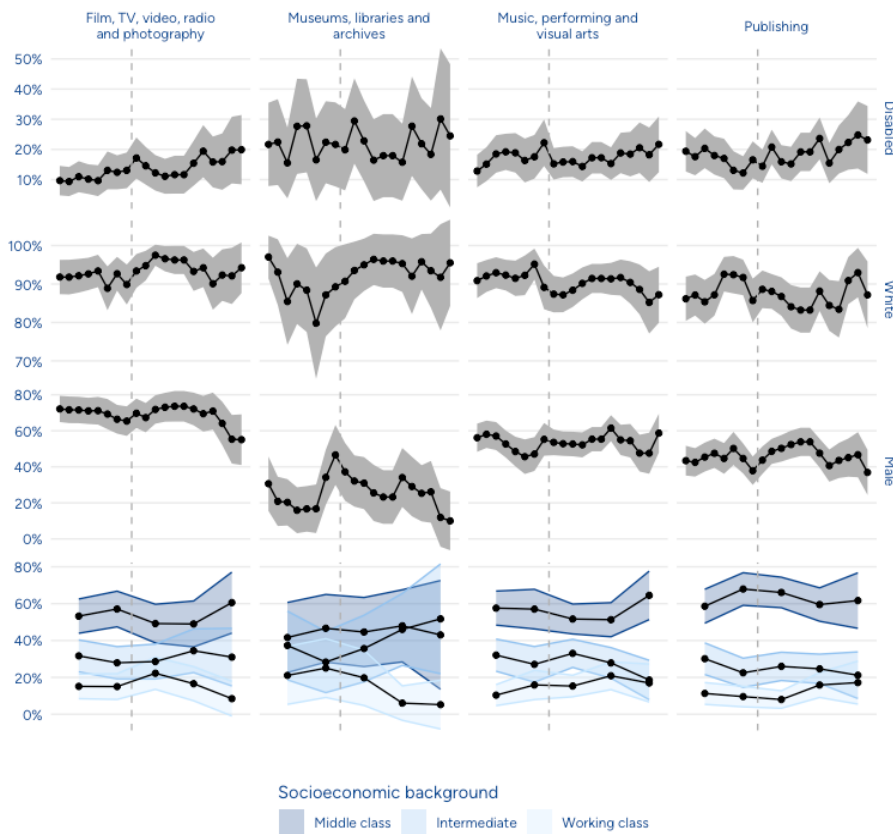 Film, TV, video, radio
and photography
Museums, libraries and
archives
Music, performing and
visual arts
Publishing
50%
40%
30%
20%
10%
Disabled
100%
90%
80%
70%
White
80%
60%
40%
20%
0%
Male
80%
60%
40%
20%
0%
Socioeconomic background
Middle class
Intermediate
Working class